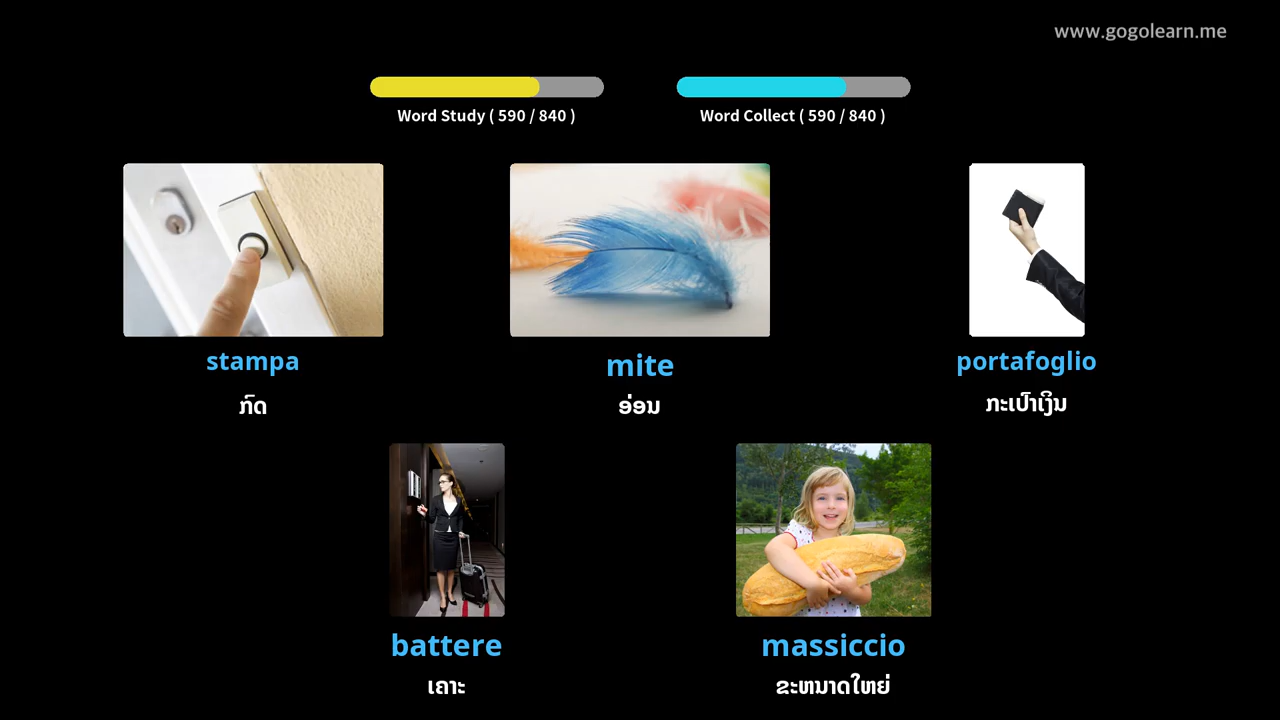 www.gogolearn.me
Word Study ( 590 / 840 )
Word Collect ( 590 / 840 )
stampa
ກົດ
mite
ອ່ອນ
portafoglio
ກະເປົາເງິນ
battere
ເຄາະ
massiccio
ຂະຫນາດໃຫຍ່